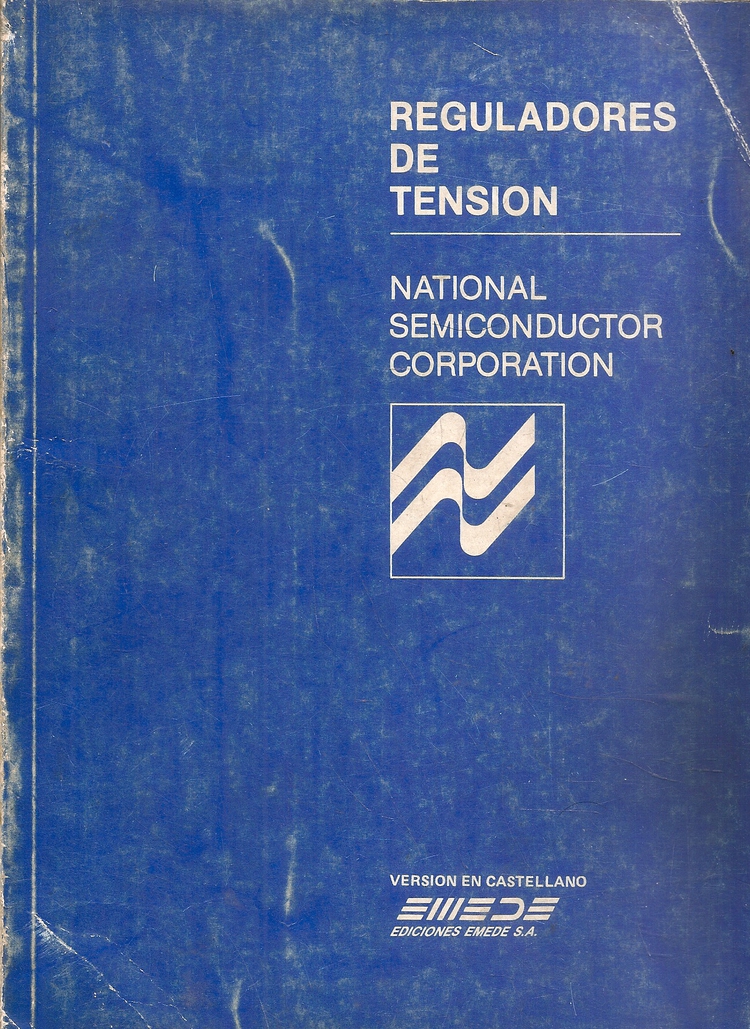 REGULADORES
DE
TENSION
NATIONAL
SEMICONDUCTOR
CORPORATION
VERSION EN CASTELLANO
EMEDE
EDICIONES EMEDE S.A.